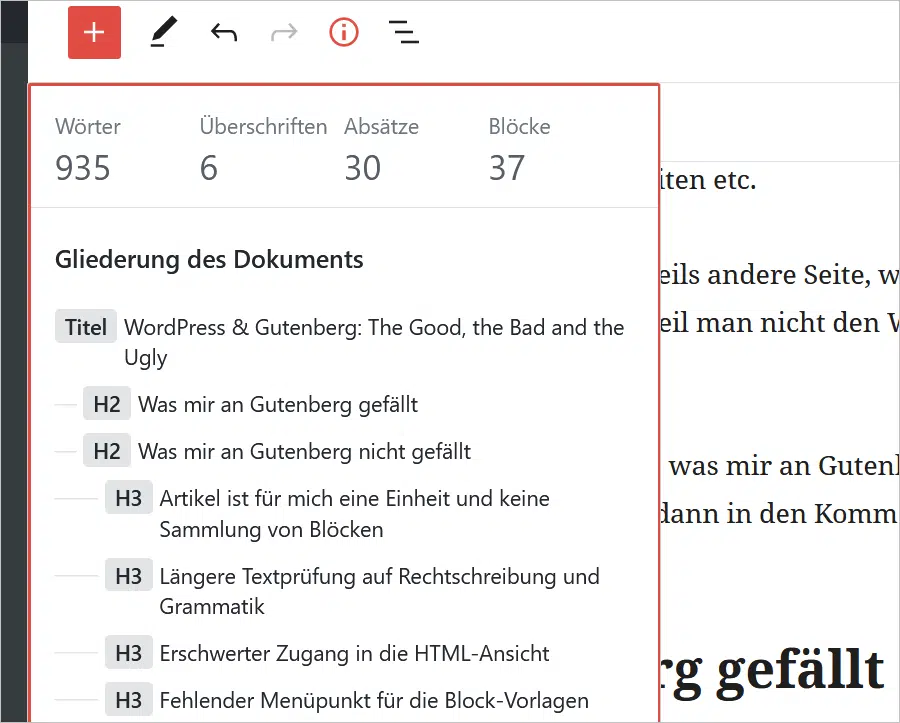 Wörter Überschriften Absätze Blöcke
935 6 30 37
Gliederung des Dokuments
Titel WordPress & Gutenberg: The Good, the Bad and the
Ugly
H2 Was mir an Gutenberg gefällt
H2 Was mir an Gutenberg nicht gefällt
H3 Artikel ist für mich eine Einheit und keine
Sammlung von Blöcken
H3 Längere Textprüfung auf Rechtschreibung und
Grammatik
H3 Erschwerter Zugang in die HTML-Ansicht
H3 Fehlender Menüpunkt für die Block-Vorlagen
iten etc.
eils andere Seite, w
eil man nicht den
was mir an Gutenb
dann in den Komm
rg gefällt